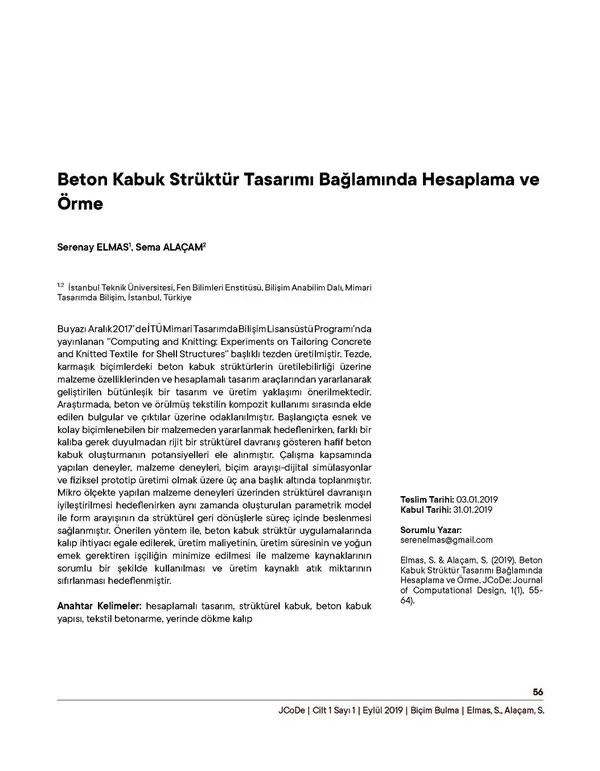 Beton Kabuk Strüktür Tasarımı Bağlamında Hesaplama ve
Örme
Serenay ELMAS¹, Sema ALAÇAM²
¹,² İstanbul Teknik Üniversitesi, Fen Bilimleri Enstitüsü, Bilişim Anabilim Dalı, Mimari
Tasarımda Bilişim, İstanbul, Türkiye
Bu yazı Aralık 2017'de İTÜ Mimari Tasarımda Bilişim Lisansüstü Programı'nda
yayınlanan "Computing and Knitting: Experiments on Tailoring Concrete
and Knitted Textile for Shell Structures" başlıklı tezden üretilmiştir. Tezde,
karmaşık biçimlerdeki beton kabuk strüktürlerin üretilebilirliği üzerine
malzeme özelliklerinden ve hesaplamalı tasarım araçlarından yararlanarak
geliştirilen bütünleşik bir tasarım ve üretim yaklaşımı önerilmektedir.
Araştırmada, beton ve örülmüş tekstilin kompozit kullanımı sırasında elde
edilen bulgular ve çıktılar üzerine odaklanılmıştır. Başlangıçta esnek ve
kolay biçimlenebilen bir malzemeden yararlanmak hedeflenirken, farklı bir
kalıba gerek duyulmadan rijit bir strüktürel davranış gösteren hafif beton
kabuk oluşturmanın potansiyelleri ele alınmıştır. Çalışma kapsamında
yapılan deneyler, malzeme deneyleri, biçim arayışı-dijital simülasyonlar
ve fiziksel prototip üretimi olmak üzere üç ana başlık altında toplanmıştır.
Mikro ölçekte yapılan malzeme deneyleri üzerinden strüktürel davranışın
iyileştirilmesi hedeflenirken aynı zamanda oluşturulan parametrik model
ile form arayışının da strüktürel geri dönüşlerle süreç içinde beslenmesi
sağlanmıştır. Önerilen yöntem ile, beton kabuk strüktür uygulamalarında
kalıp ihtiyacı egale edilerek, üretim maliyetinin, üretim süresinin ve yoğun
emek gerektiren işçiliğin minimize edilmesi ile malzeme kaynaklarının
sorumlu bir şekilde kullanılması ve üretim kaynaklı atık miktarının
sıfırlanması hedeflenmiştir.
Anahtar Kelimeler: hesaplamalı tasarım, strüktürel kabuk, beton kabuk
yapısı, tekstil betonarme, yerinde dökme kalıp
Teslim Tarihi: 03.01.2019
Kabul Tarihi: 31.01.2019
Sorumlu Yazar:
serenelmas@gmail.com
Elmas, S. & Alaçam, S. (2019). Beton
Kabuk Strüktür Tasarımı Bağlamında
Hesaplama ve Örme. JCoDe: Journal
of Computational Design, 1(1), 55-
64).
56
JCoDe | Cilt 1 Sayı 1 | Eylül 2019 | Biçim Bulma | Elmas, S., Alaçam, S.